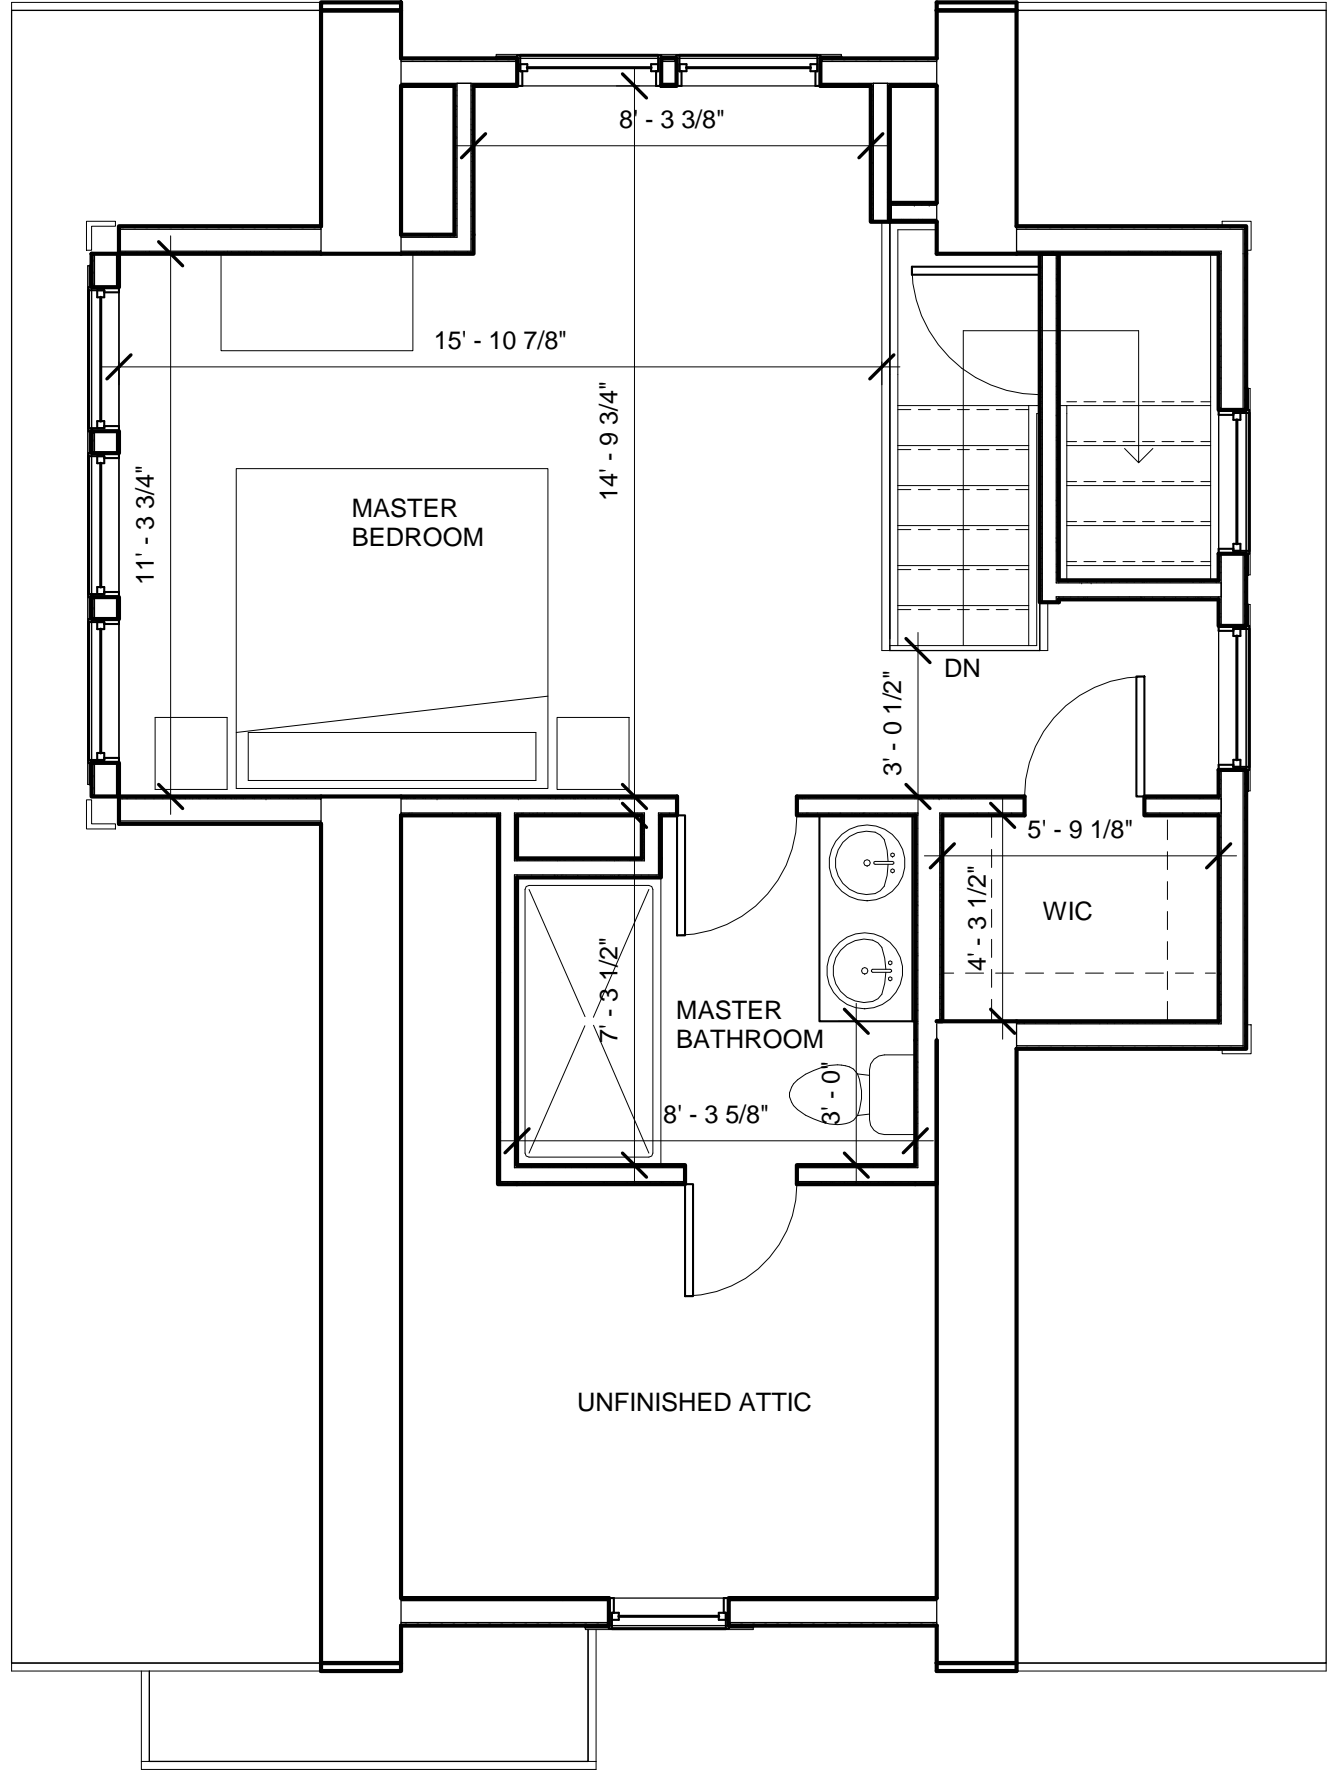 8' - 3 3/8"
15' - 10 7/8"
14' - 9 3/4"
11' - 3 3/4"
MASTER
BEDROOM
DN
3' - 0 1/2"
5' - 9 1/8"
4' - 3 1/2"
WIC
7' - 3 1/2"
MASTER
BATHROOM
3' - 0"
8' - 3 5/8"
UNFINISHED ATTIC